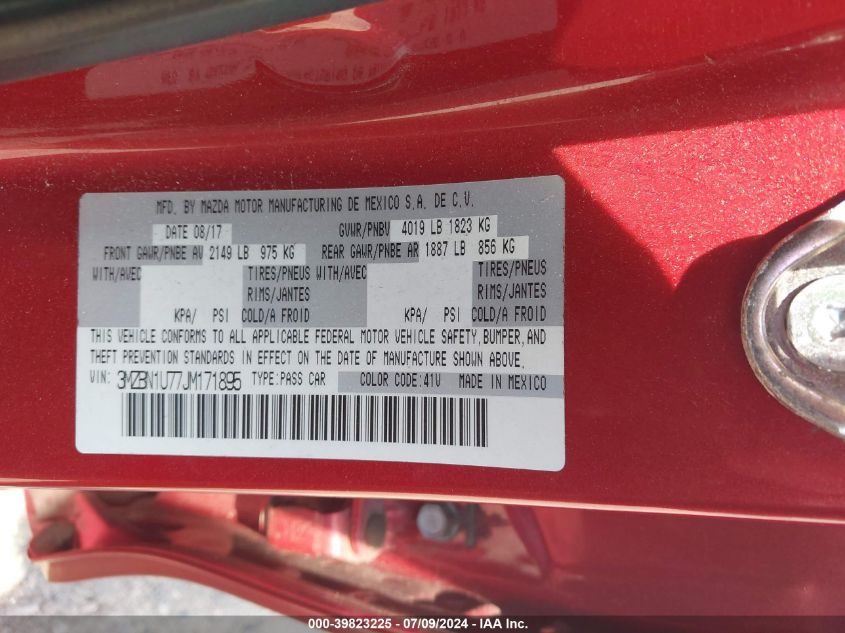 MFD. BY MAZDA MOTOR MANUFACTURING DE MEXICO S.A. DE C.V.
DATE 08/17 GVWR/PNBV 4019 LB 1823 KG
FRONT GAWR/PNBE AV 2149 LB 975 KG REAR GAWR/PNBE AR 1887 LB 856 KG
WITH/AVEC TIRES/PNEUS WITH/AVEC TIRES/PNEUS
RIMS/JANTES RIMS/JANTES
KPA/ PSI COLD/A FROID KPA/ PSI COLD/A FROID
THIS VEHICLE CONFORMS TO ALL APPLICABLE FEDERAL MOTOR VEHICLE SAFETY,BUMPER,AND
THEFT PREVENTION STANDARDS IN EFFECT ON THE DATE OF MANUFACTURE SHOWN ABOVE.
VIN: 3MZBN1U77JM171895 TYPE:PASS CAR COLOR CODE:41V MADE IN MEXICO
000-39823225 - 07/09/2024 - IAA Inc.